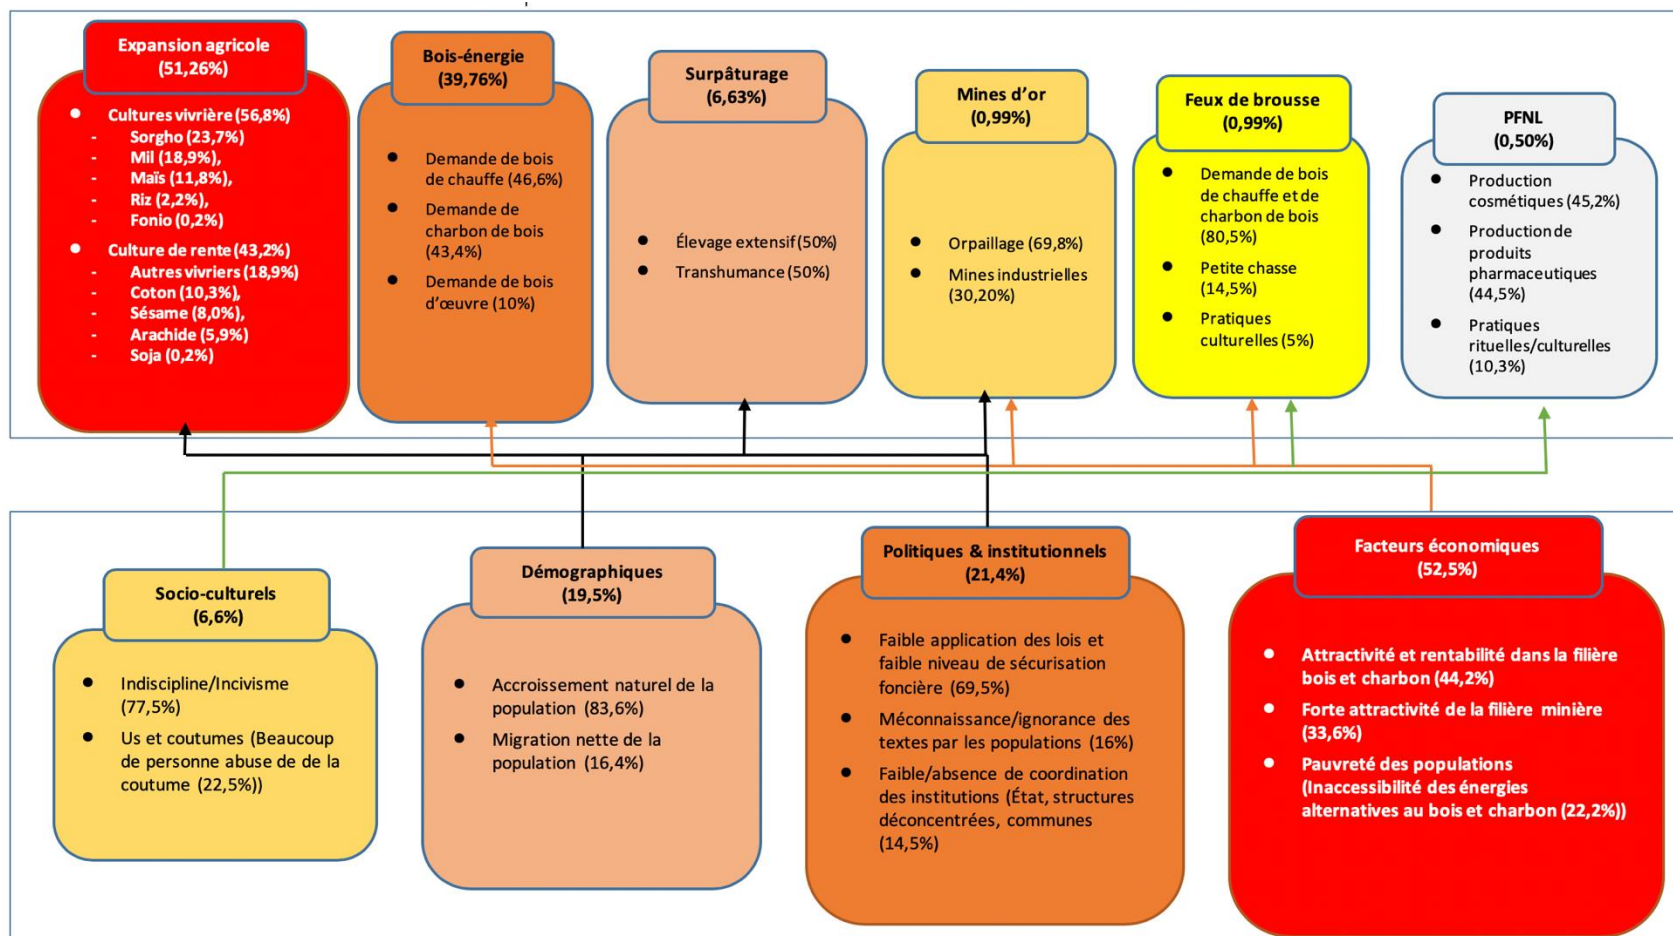 Expansion agricole
(51,26%)
● Cultures vivrière (56,8%)
- Sorgho (23,7%)
- Mil (18,9%),
- Maïs (11,8%),
- Riz (2,2%),
- Fonio (0,2%)
● Culture de rente (43,2%)
- Autres vivriers (18,9%)
- Coton (10,3%),
- Sésame (8,0%),
- Arachide (5,9%)
- Soja (0,2%)
Bois-énergie
(39,76%)
● Demande de bois
de chauffe (46,6%)
● Demande de
charbon de bois
(43,4%)
● Demande de bois
d'œuvre (10%)
Surpâturage
(6,63%)
● Élevage extensif (50%)
● Transhumance (50%)
Mines d'or
(0,99%)
● Orpaillage (69,8%)
● Mines industrielles
(30,20%)
Feux de brousse
(0,99%)
● Demande de bois
de chauffe et de
charbon de bois
(80,5%)
● Petite chasse
(14,5%)
● Pratiques
culturelles (5%)
PFNL
(0,50%)
● Production
cosmétiques (45,2%)
● Production de
produits
pharmaceutiques
(44,5%)
● Pratiques
rituelles/culturelles
(10,3%)
Socio-culturels
(6,6%)
● Indiscipline/Incivisme
(77,5%)
● Us et coutumes (Beaucoup
de personne abuse de de la
coutume (22,5%))
Démographiques
(19,5%)
● Accroissement naturel de la
population (83,6%)
● Migration nette de la
population (16,4%)
Politiques & institutionnels
(21,4%)
● Faible application des lois et
faible niveau de sécurisation
foncière (69,5%)
● Méconnaissance/ignorance des
textes par les populations (16%)
● Faible/absence de coordination
des institutions (État, structures
déconcentrées, communes
(14,5%)
Facteurs économiques
(52,5%)
● Attractivité et rentabilité dans la filière
bois et charbon (44,2%)
● Forte attractivité de la filière minière
(33,6%)
● Pauvreté des populations
(Inaccessibilité des énergies
alternatives au bois et charbon (22,2%))